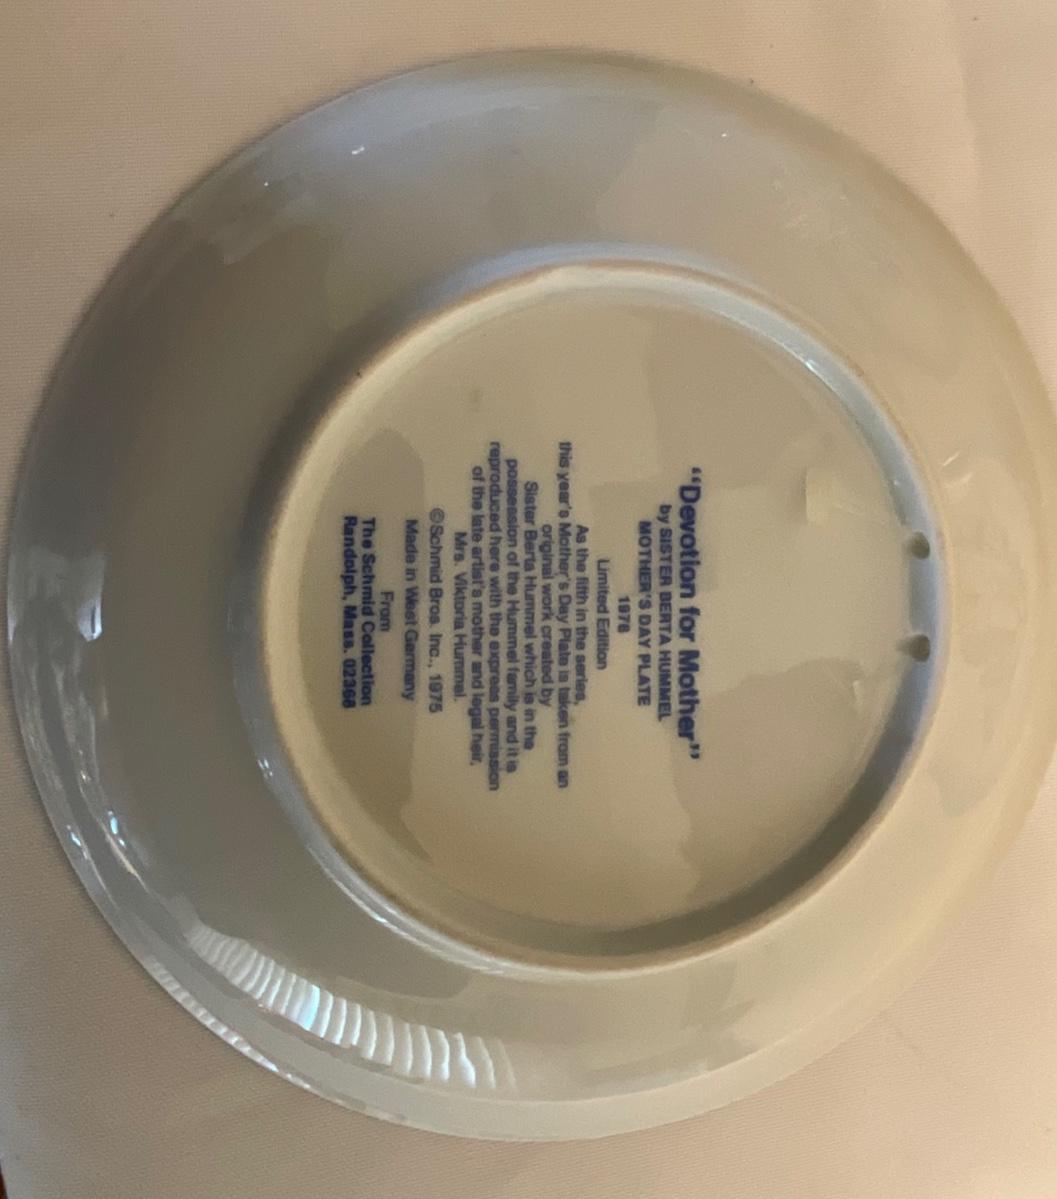 “Devotion for Mother”
by SISTER BERTA HUMMEL
MOTHER'S DAY PLATE
1976
Limited Edition
As the fifth in the series,
this year's Mother's Day Plate is taken from an
original work created by
Sister Berta Hummel which is in the
possession of the Hummel family and it is
reproduced here with the express permission
of the late artist's mother and legal heir,
Mrs. Viktoria Hummel.
©Schmid Bros. Inc., 1975
Made in West Germany
From
The Schmid Collection
Randolph, Mass. 02368